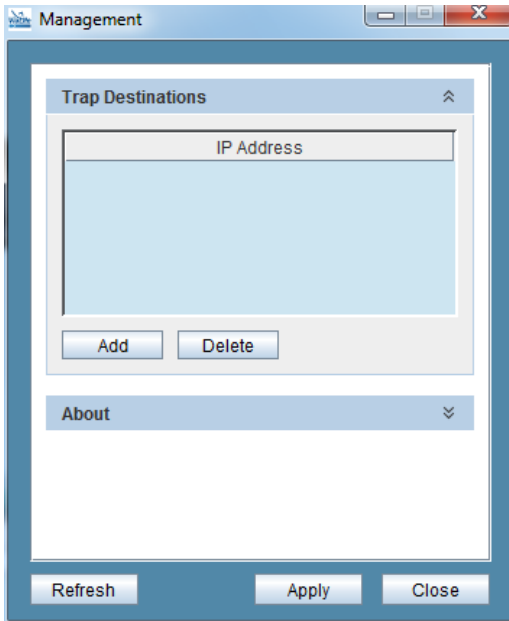 Management
Trap Destinations
IP Address
Add Delete
About
Refresh Apply Close